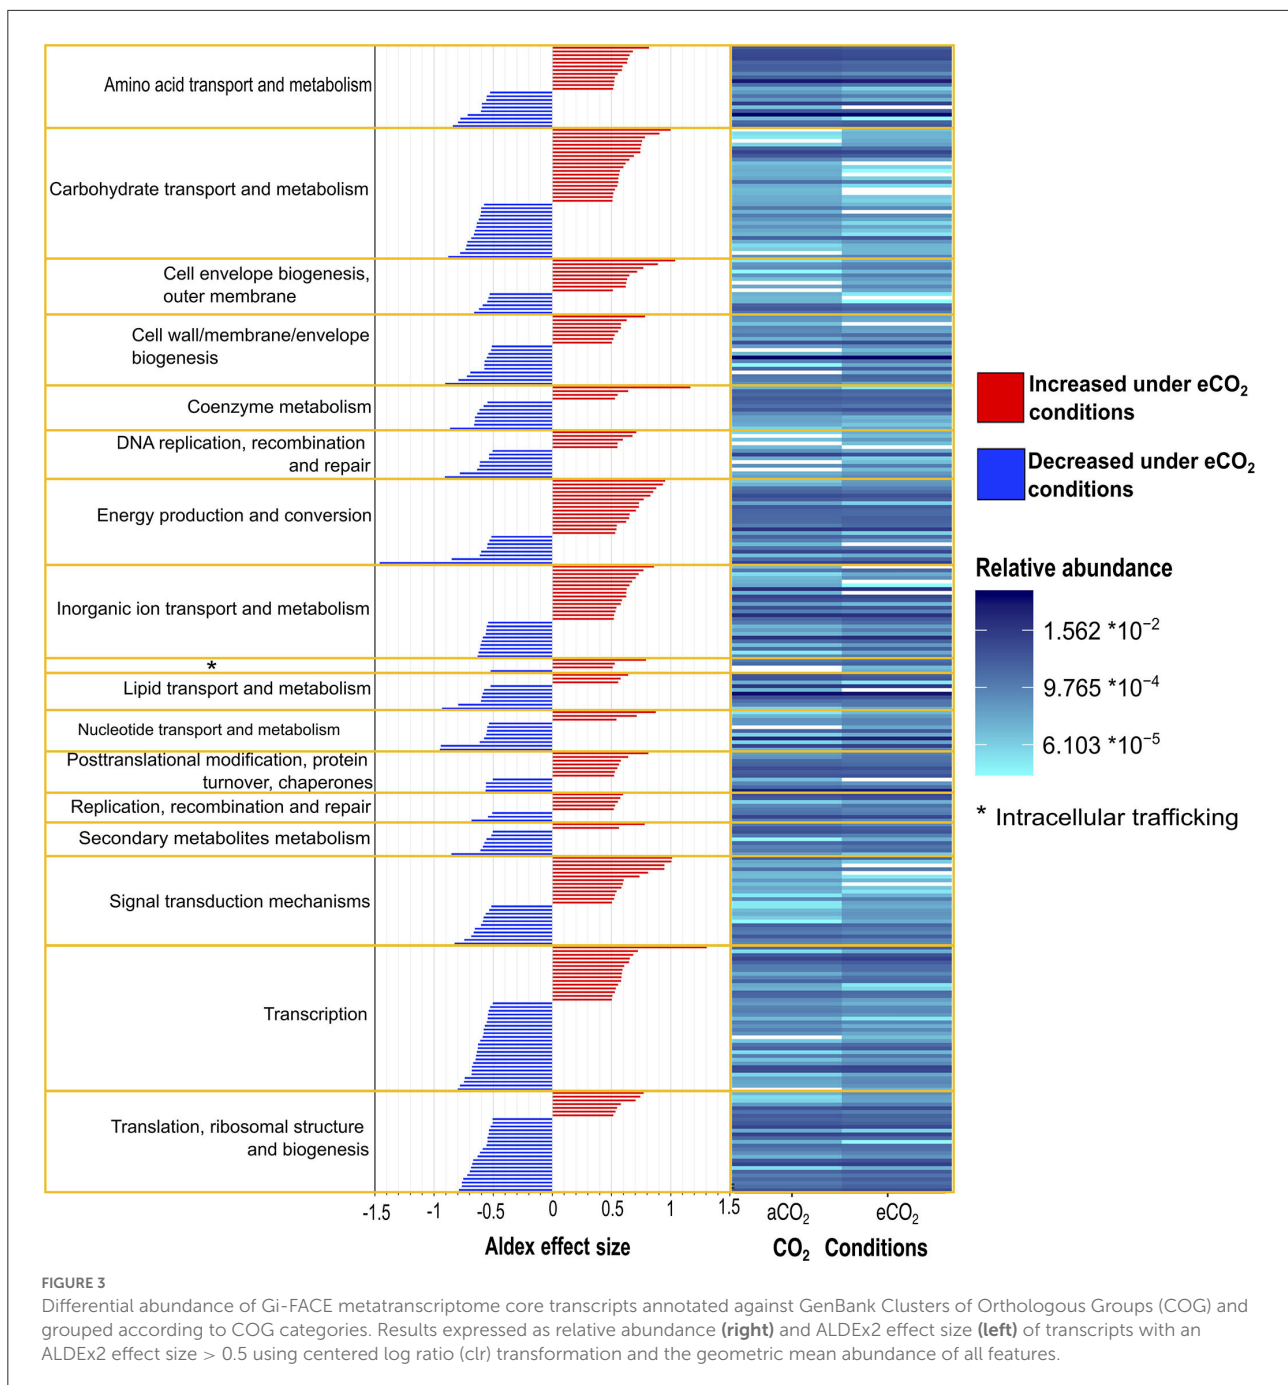 Amino acid transport and metabolism
Carbohydrate transport and metabolism
Cell envelope biogenesis,
outer membrane
Cell wall/membrane/envelope
biogenesis
Coenzyme metabolism
DNA replication, recombination
and repair
Energy production and conversion
Inorganic ion transport and metabolism
*
Lipid transport and metabolism
Nucleotide transport and metabolism
Posttranslational modification, protein
turnover, chaperones
Replication, recombination and repair
Secondary metabolites metabolism
Signal transduction mechanisms
Transcription
Translation, ribosomal structure
and biogenesis
-1.5 -1 -0.5 0 0.5 1 1.5
Aldex effect size
aCO₂ eCO₂
CO₂ Conditions
Increased under eCO₂
conditions
Decreased under eCO₂
conditions
Relative abundance
1.562 *10⁻²
9.765 *10⁻⁴
6.103 *10⁻⁵
* Intracellular trafficking
FIGURE 3
Differential abundance of Gi-FACE metatranscriptome core transcripts annotated against GenBank Clusters of Orthologous Groups (COG) and
grouped according to COG categories. Results expressed as relative abundance (right) and ALDEx2 effect size (left) of transcripts with an
ALDEx2 effect size > 0.5 using centered log ratio (clr) transformation and the geometric mean abundance of all features.